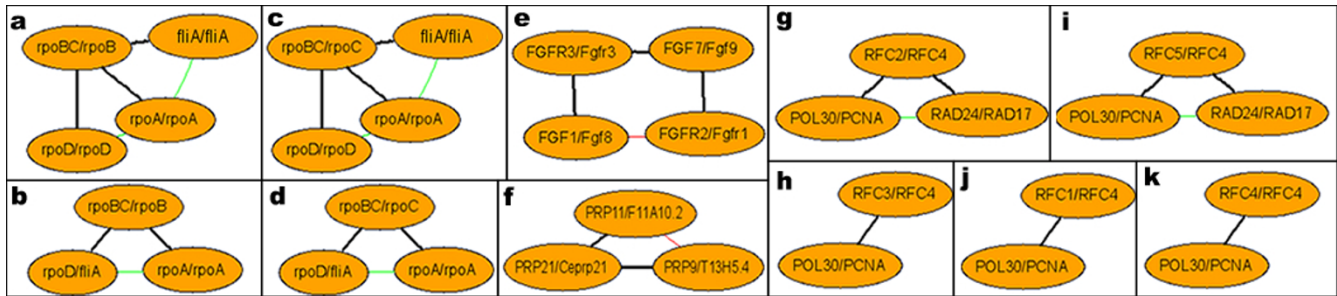 a
rpoBC/rpoB
fliA/fliA
rpoA/rpoA
rpoD/rpoD
b
rpoBC/rpoB
rpoD/fliA
rpoA/rpoA
c
rpoBC/rpoC
fliA/fliA
rpoA/rpoA
rpoD/rpoD
d
rpoBC/rpoC
rpoD/fliA
rpoA/rpoA
e
FGFR3/Fgfr3
FGF7/Fgf9
FGF1/Fgf8
FGFR2/Fgfr1
f
PRP11/F11A10.2
PRP21/Ceprp21
PRP9/T13H5.4
g
RFC2/RFC4
POL30/PCNA
RAD24/RAD17
h
RFC3/RFC4
POL30/PCNA
i
RFC5/RFC4
POL30/PCNA
RAD24/RAD17
j
RFC1/RFC4
POL30/PCNA
k
RFC4/RFC4
POL30/PCNA